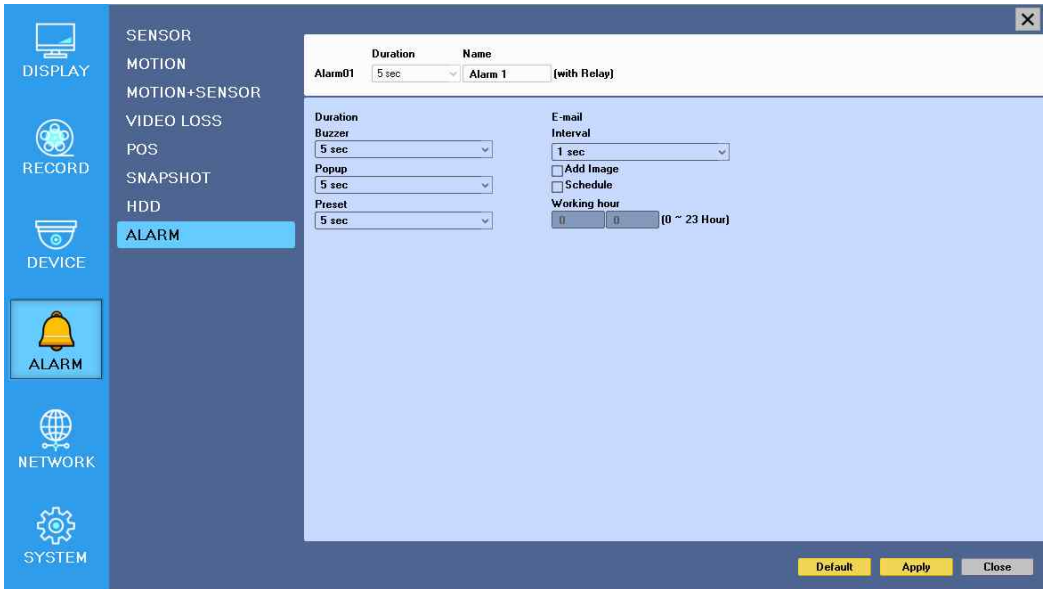 DISPLAY
RECORD
DEVICE
ALARM
NETWORK
SYSTEM
SENSOR
MOTION
MOTION+SENSOR
VIDEO LOSS
POS
SNAPSHOT
HDD
ALARM
Duration Name
Alarm01 5 sec Alarm 1 (with Relay)
Duration
Buzzer
5 sec
Popup
5 sec
Preset
5 sec
E-mail
Interval
1 sec
Add Image
Schedule
Working hour
0 0 (0 ~ 23 Hour)
Default Apply Close